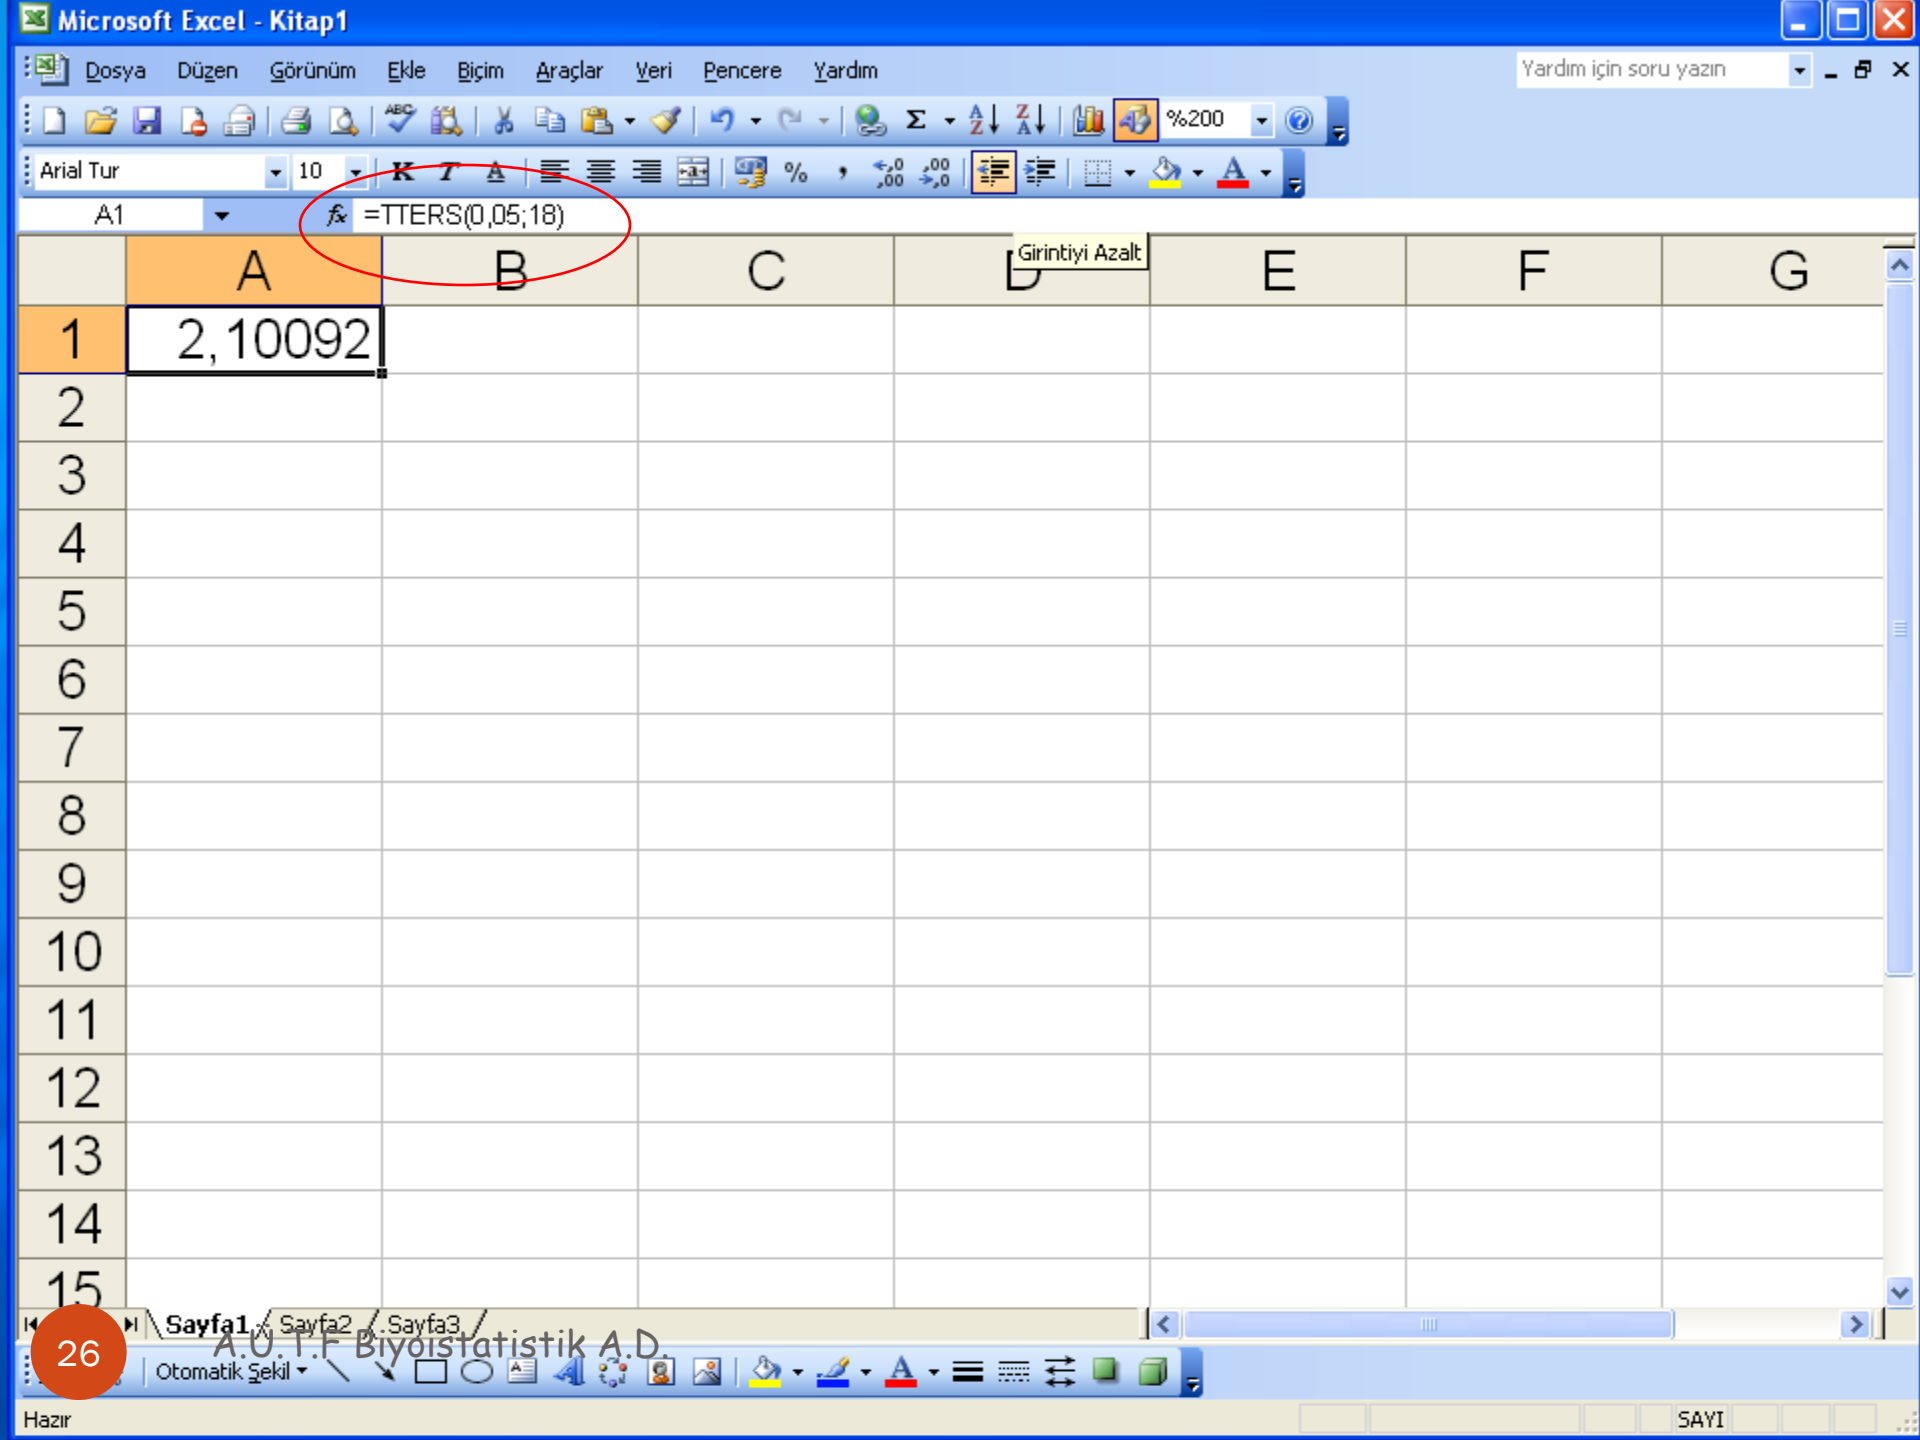 Microsoft Excel - Kitap1
Dosya Düzen Görünüm Ekle Biçim Araçlar Veri Pencere Yardım Yardım için soru yazın
%200
Arial Tur 10 K T A % ,
A1 fx =TTERS(0,05;18)
Girintiyi Azalt
A B C D E F G
1 2,10092
2
3
4
5
6
7
8
9
10
11
12
13
14
15
Sayfa1 Sayfa2 Sayfa3
26 A.Ü.T.F Biyoistatistik A.D.
Otomatik Şekil
Hazır SAYI